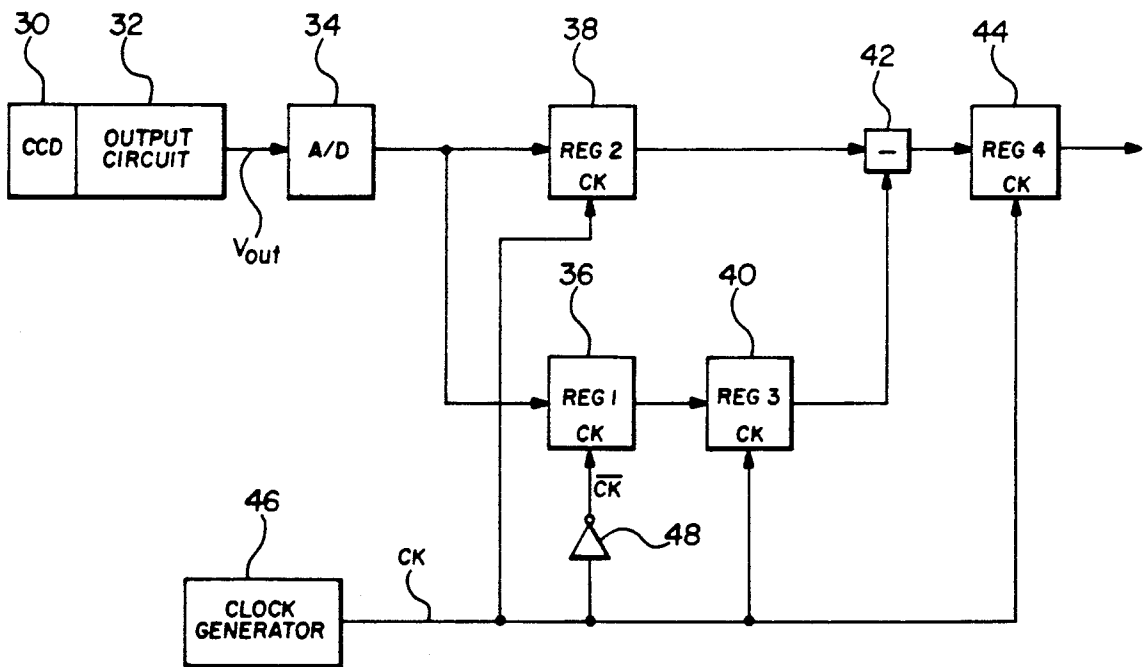 30
32
34
38
42
44
CCD
OUTPUT
CIRCUIT
A/D
REG 2
CK
–
REG 4
CK
Vout
36
40
REG 1
CK
REG 3
CK
C̅K̅
46
48
CK
CLOCK
GENERATOR